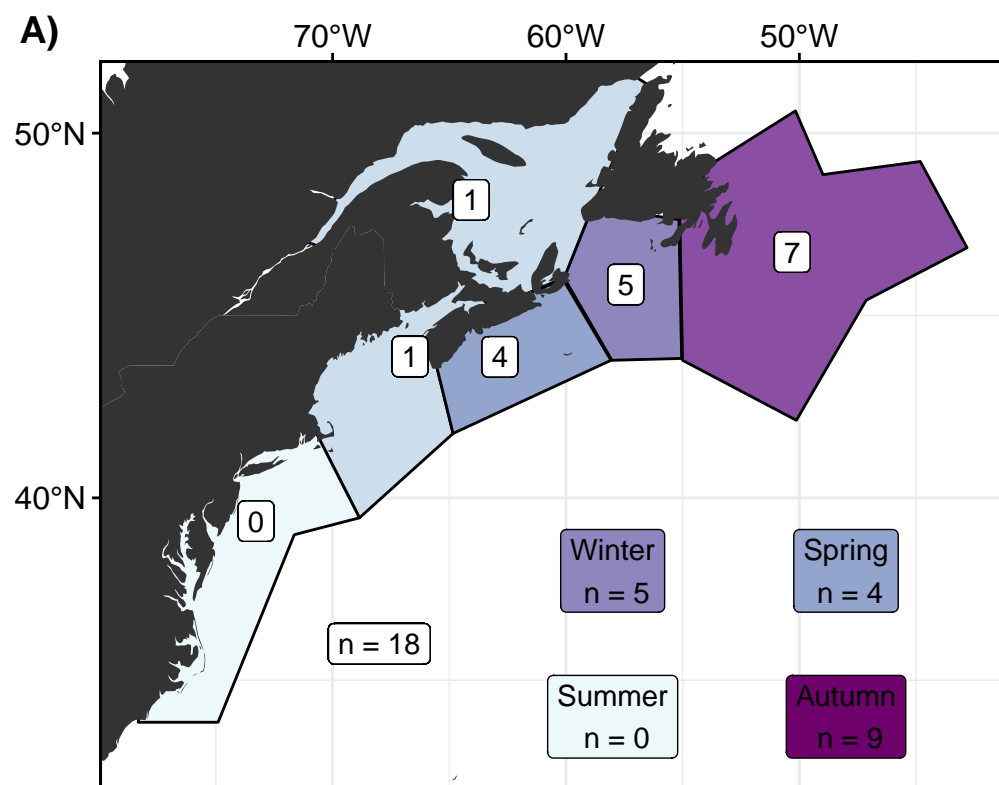 A)
70°W 60°W 50°W
50°N
1
7
5
1 4
40°N
0
Winter
n = 5
Spring
n = 4
n = 18
Summer
n = 0
Autumn
n = 9